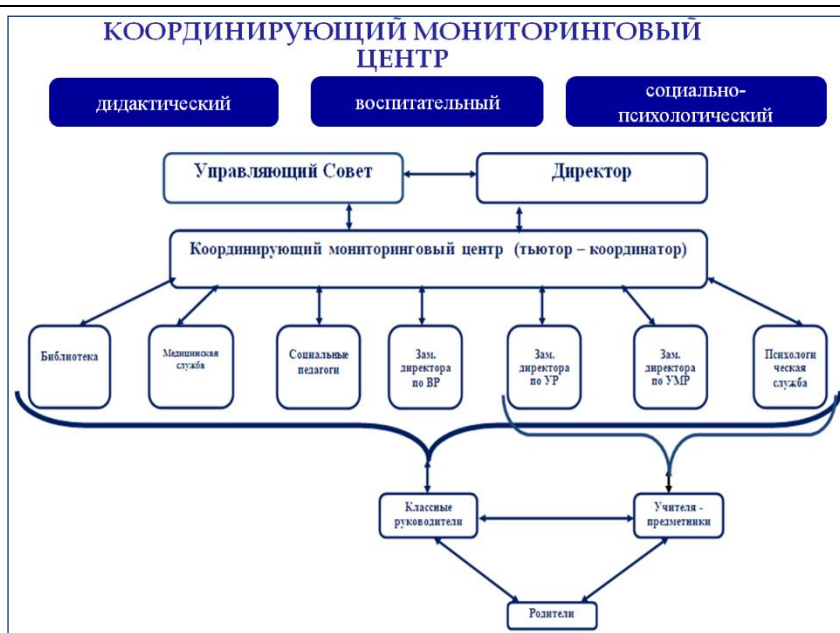 КООРДИНИРУЮЩИЙ МОНИТОРИНГОВЫЙ
ЦЕНТР
дидактический
воспитательный
социально-
психологический
Управляющий Совет
Директор
Координирующий мониторинговый центр (тьютор – координатор)
Библиотека
Медицинская
служба
Социальные
педагоги
Зам.
директора
по ВР
Зам.
директора
по УР
Зам.
директора
по УМР
Психологи
ческая
служба
Классные
руководители
Учителя -
предметники
Родители